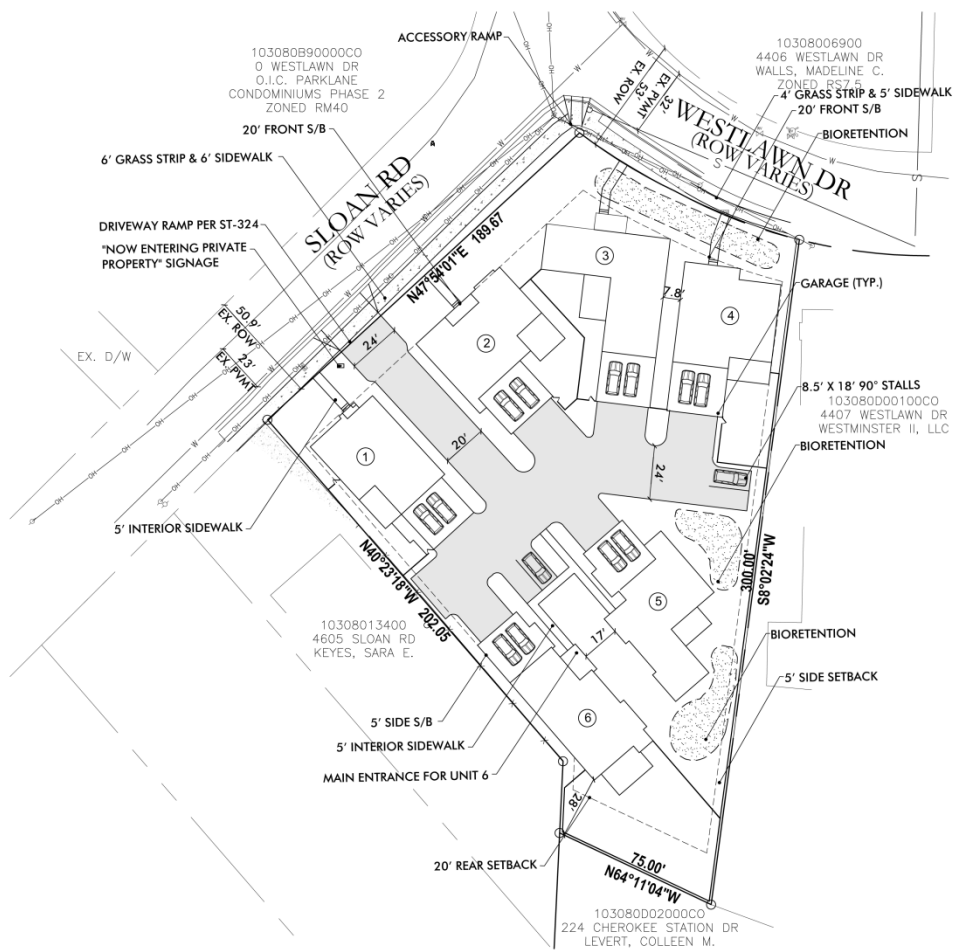 ACCESSORY RAMP
103080B90000CO
0 WESTLAWN DR
O.I.C. PARKLANE
CONDOMINIUMS PHASE 2
ZONED RM40
10308006900
4406 WESTLAWN DR
WALLS, MADELINE C.
ZONED RS7.5
4' GRASS STRIP & 5' SIDEWALK
20' FRONT S/B
BIORETENTION
EX. ROW
53'
EX. PVMT
32'
WESTLAWN DR
(ROW VARIES)
20' FRONT S/B
6' GRASS STRIP & 6' SIDEWALK
SLOAN RD
(ROW VARIES)
DRIVEWAY RAMP PER ST-324
"NOW ENTERING PRIVATE
PROPERTY" SIGNAGE
N47°54'01"E 189.67
GARAGE (TYP.)
50.9'
EX. ROW
23'
EX. PVMT
EX. D/W
24'
7.8'
1
2
3
4
8.5' X 18' 90° STALLS
103080D00100CO
4407 WESTLAWN DR
WESTMINSTER II, LLC
BIORETENTION
20'
24'
5' INTERIOR SIDEWALK
N40°23'18"W 202.05
300.00'
S8°02'24"W
10308013400
4605 SLOAN RD
KEYES, SARA E.
5
17'
BIORETENTION
5' SIDE SETBACK
5' SIDE S/B
5' INTERIOR SIDEWALK
6
MAIN ENTRANCE FOR UNIT 6
28'
20' REAR SETBACK
75.00'
N64°11'04"W
103080D02000CO
224 CHEROKEE STATION DR
LEVERT, COLLEEN M.